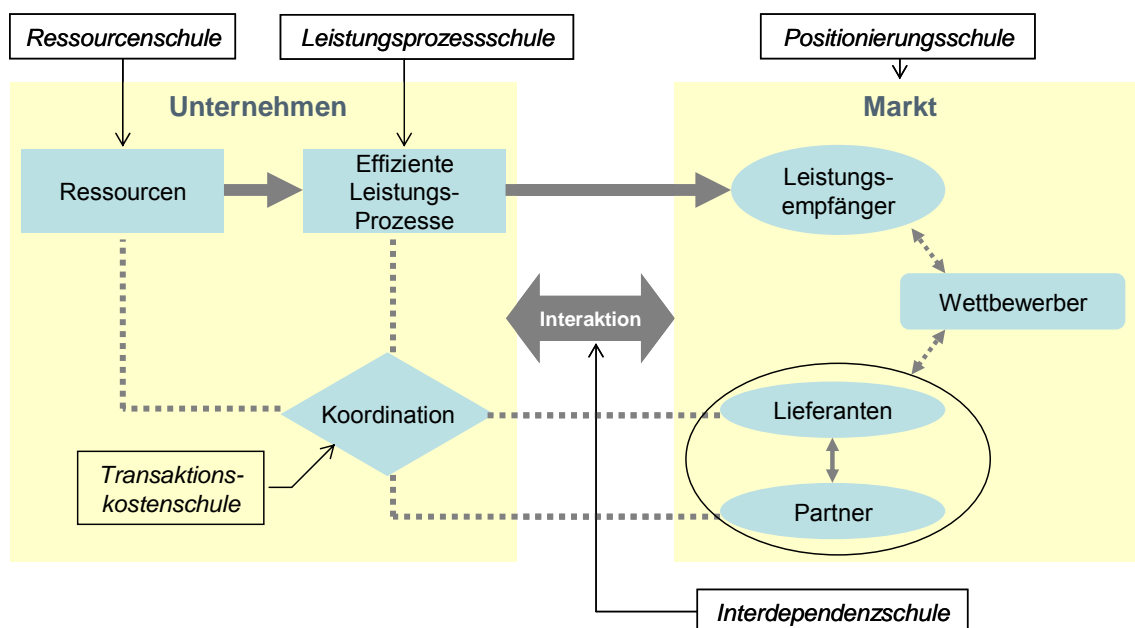 Ressourcenschule
Leistungsprozessschule
Positionierungsschule
Unternehmen
Markt
Ressourcen
Effiziente
Leistungs-
Prozesse
Leistungs-
empfänger
Wettbewerber
Interaktion
Koordination
Lieferanten
Transaktions-
kostenschule
Partner
Interdependenzschule